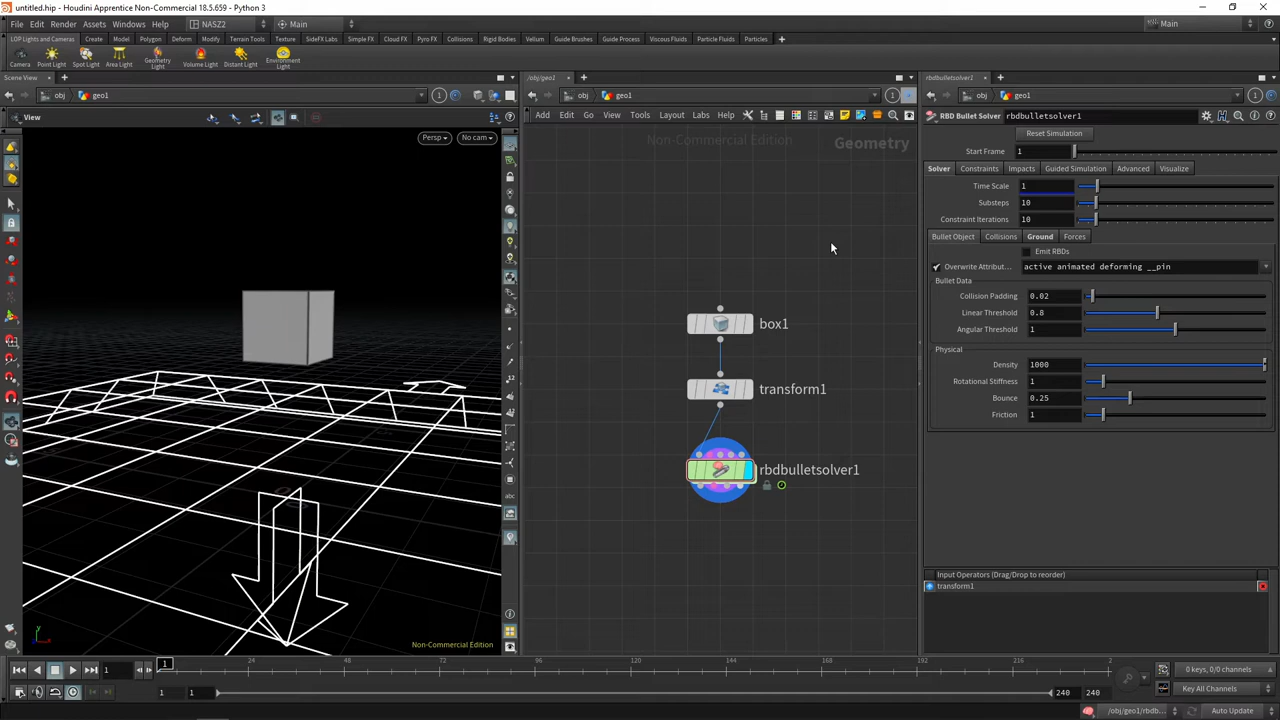 untitled.hip - Houdini Apprentice Non-Commercial 18.5.659 - Python 3
File Edit Render Assets Windows Help NASZ2 Main Main
LOP Lights and Cameras Create Model Polygon Deform Modify Terrain Tools Texture SideFX Labs Simple FX Cloud FX Pyro FX Collisions Rigid Bodies Vellum Guide Brushes Guide Process Viscous Fluids Particle Fluids Particles
Camera Point Light Spot Light Area Light Geometry Light Volume Light Distant Light Environment Light
Scene View /obj/geo1 rbdbulletsolver1
obj geo1 1 obj geo1 1 obj geo1 1
View Add Edit Go View Tools Layout Labs Help RBD Bullet Solver rbdbulletsolver1
Persp No cam Non-Commercial Edition Geometry
Reset Simulation
Start Frame 1
Solver Constraints Impacts Guided Simulation Advanced Visualize
Time Scale 1
Substeps 10
Constraint Iterations 10
Bullet Object Collisions Ground Forces
Emit RBDs
Overwrite Attribut... active animated deforming __pin
Bullet Data
Collision Padding 0.02
Linear Threshold 0.8
Angular Threshold 1
Physical
Density 1000
Rotational Stiffness 1
Bounce 0.25
Friction 1
box1
transform1
rbdbulletsolver1
abc
Input Operators (Drag/Drop to reorder)
transform1
Non-Commercial Edition
1 1 24 48 72 96 120 144 168 192 216 2 0 keys, 0/0 channels
1 1 240 240 Key All Channels
/obj/geo1/rbdb... Auto Update